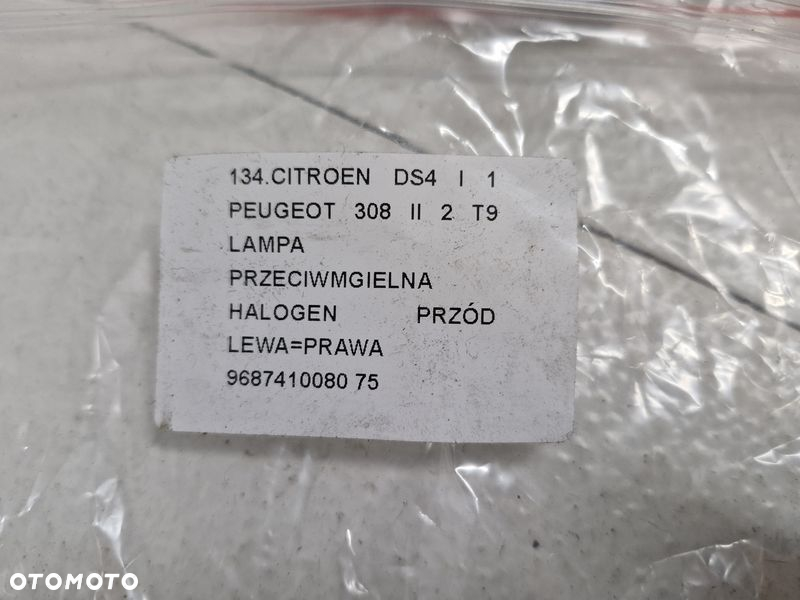 134.CITROEN DS4 I 1
PEUGEOT 308 II 2 T9
LAMPA
PRZECIWMGIELNA
HALOGEN PRZÓD
LEWA=PRAWA
9687410080 75
OTOMOTO